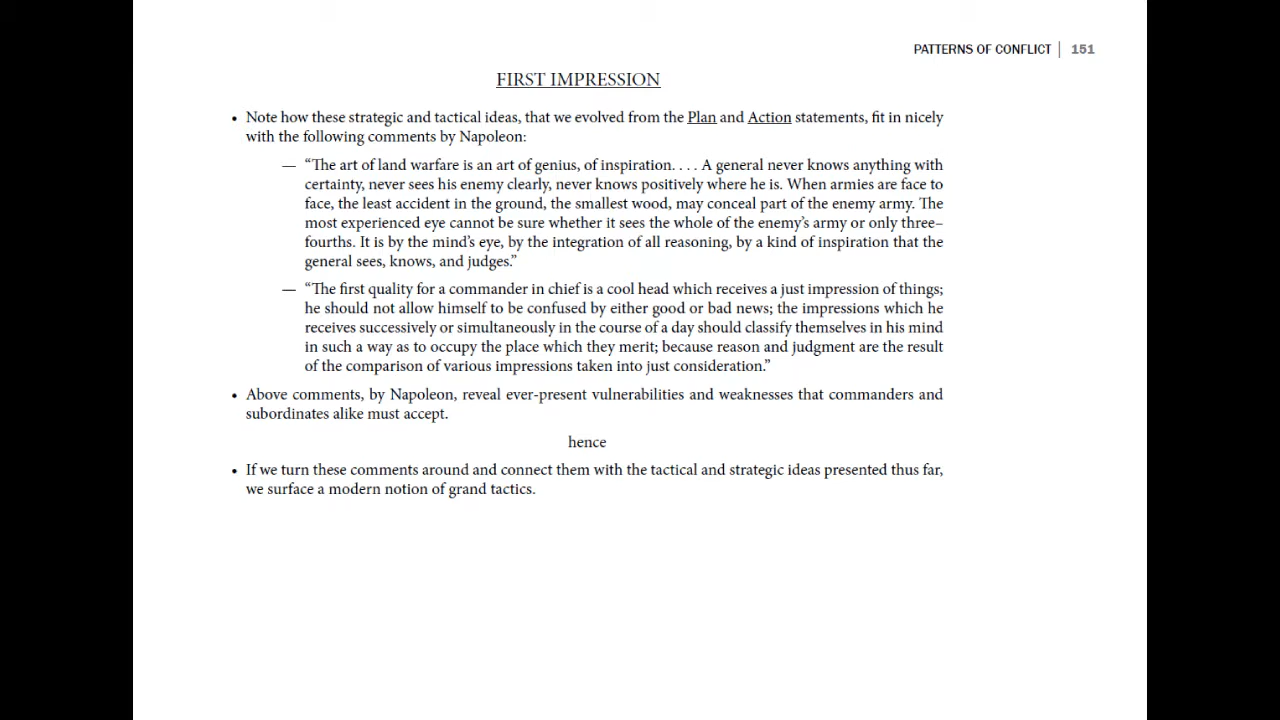 PATTERNS OF CONFLICT | 151
FIRST IMPRESSION
• Note how these strategic and tactical ideas, that we evolved from the Plan and Action statements, fit in nicely
with the following comments by Napoleon:
— “The art of land warfare is an art of genius, of inspiration. . . . A general never knows anything with
certainty, never sees his enemy clearly, never knows positively where he is. When armies are face to
face, the least accident in the ground, the smallest wood, may conceal part of the enemy army. The
most experienced eye cannot be sure whether it sees the whole of the enemy’s army or only three–
fourths. It is by the mind’s eye, by the integration of all reasoning, by a kind of inspiration that the
general sees, knows, and judges.”
— “The first quality for a commander in chief is a cool head which receives a just impression of things;
he should not allow himself to be confused by either good or bad news; the impressions which he
receives successively or simultaneously in the course of a day should classify themselves in his mind
in such a way as to occupy the place which they merit; because reason and judgment are the result
of the comparison of various impressions taken into just consideration.”
• Above comments, by Napoleon, reveal ever-present vulnerabilities and weaknesses that commanders and
subordinates alike must accept.
hence
• If we turn these comments around and connect them with the tactical and strategic ideas presented thus far,
we surface a modern notion of grand tactics.